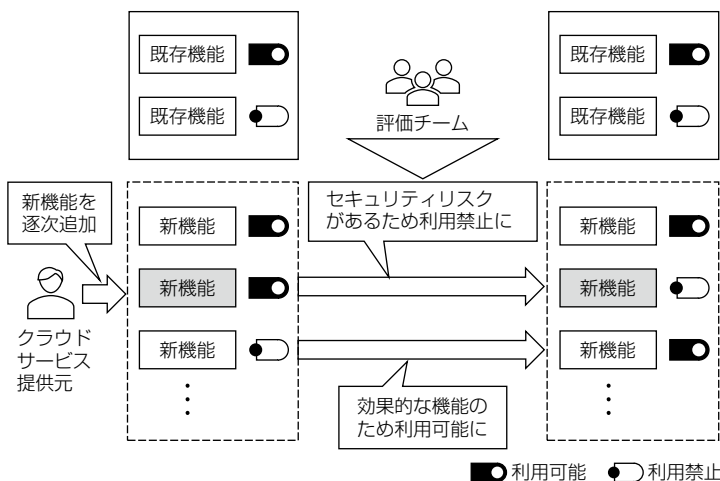 既存機能
既存機能
評価チーム
既存機能
既存機能
新機能を
逐次追加
クラウド
サービス
提供元
新機能
新機能
新機能
セキュリティリスク
があるため利用禁止に
効果的な機能の
ため利用可能に
新機能
新機能
新機能
利用可能
利用禁止